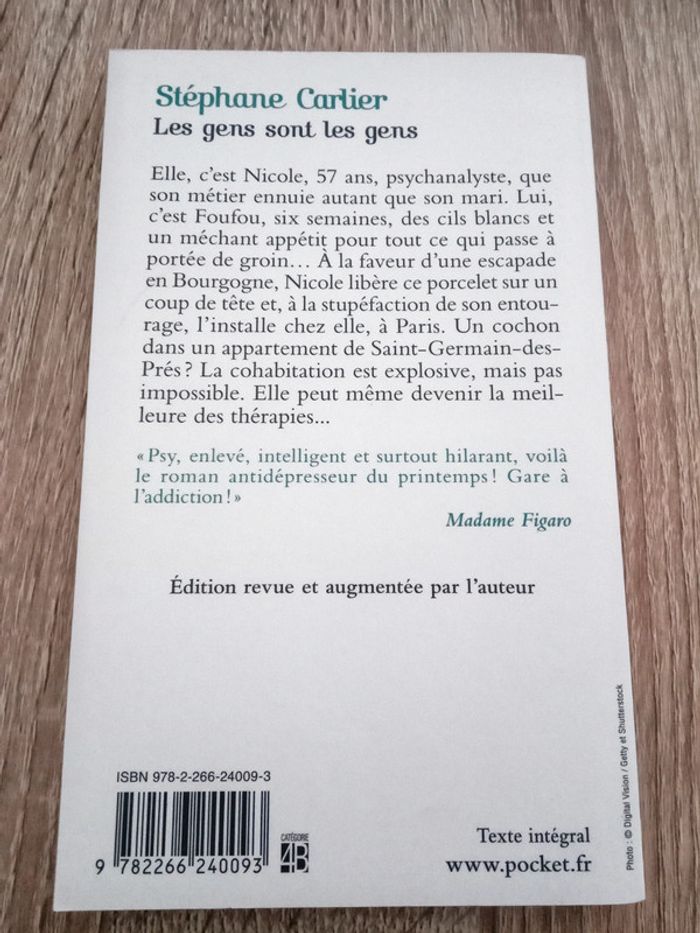 Stéphane Carlier
Les gens sont les gens
Elle, c'est Nicole, 57 ans, psychanalyste, que
son métier ennuie autant que son mari. Lui,
c'est Foufou, six semaines, des cils blancs et
un méchant appétit pour tout ce qui passe à
portée de groin… À la faveur d'une escapade
en Bourgogne, Nicole libère ce porcelet sur un
coup de tête et, à la stupéfaction de son entou-
rage, l'installe chez elle, à Paris. Un cochon
dans un appartement de Saint-Germain-des-
Prés ? La cohabitation est explosive, mais pas
impossible. Elle peut même devenir la meil-
leure des thérapies...
« Psy, enlevé, intelligent et surtout hilarant, voilà
le roman antidépresseur du printemps ! Gare à
l'addiction ! »
Madame Figaro
Édition revue et augmentée par l'auteur
ISBN 978-2-266-24009-3
9 782266 240093
CATÉGORIE
4B
Texte intégral
www.pocket.fr
Photo : © Digital Vision / Getty et Shutterstock